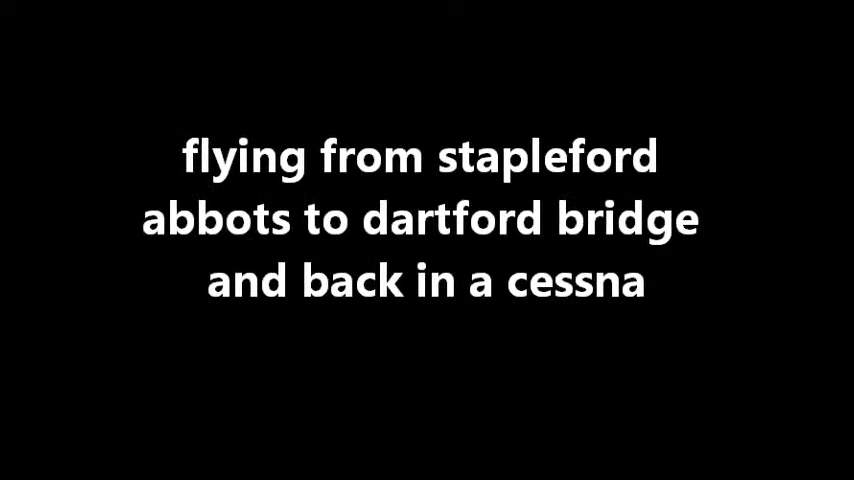 flying from stapleford
abbots to dartford bridge
and back in a cessna